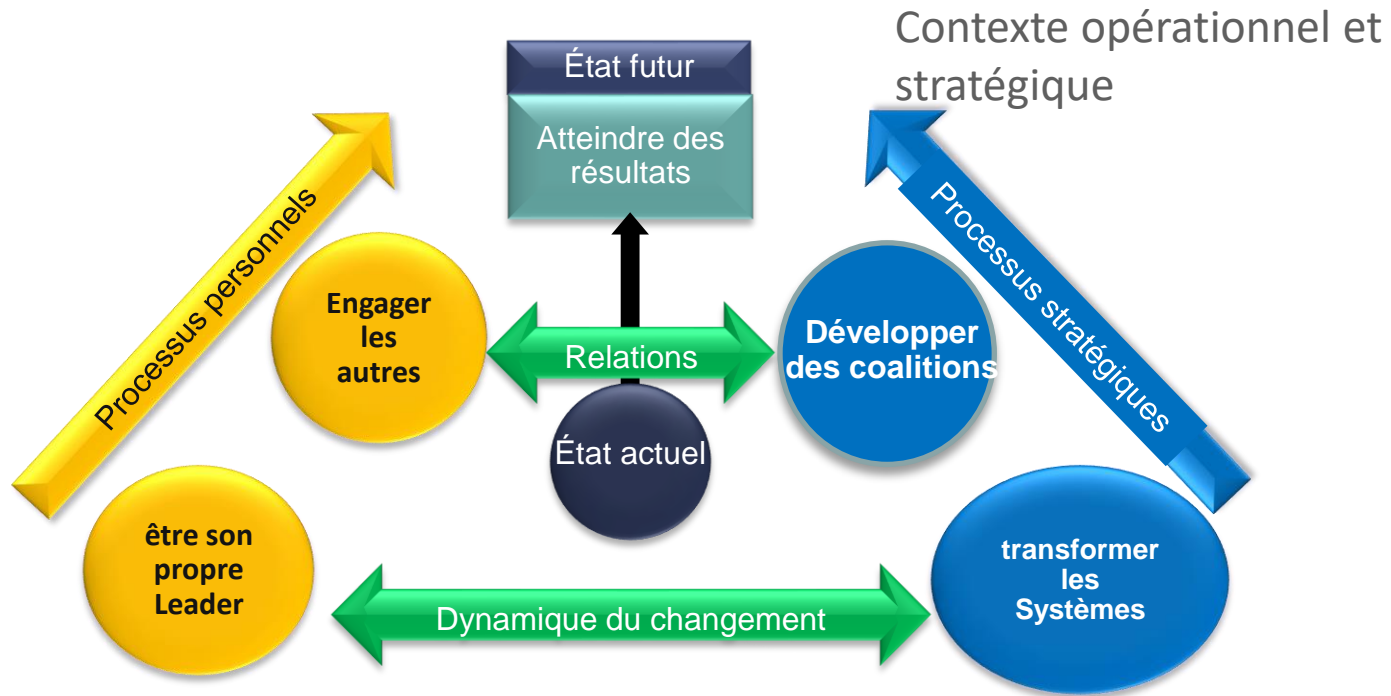 Contexte opérationnel et
stratégique
État futur
Atteindre des
résultats
Processus personnels
Processus stratégiques
Engager
les
autres
Relations
Développer
des coalitions
État actuel
être son
propre
Leader
Dynamique du changement
transformer
les
Systèmes